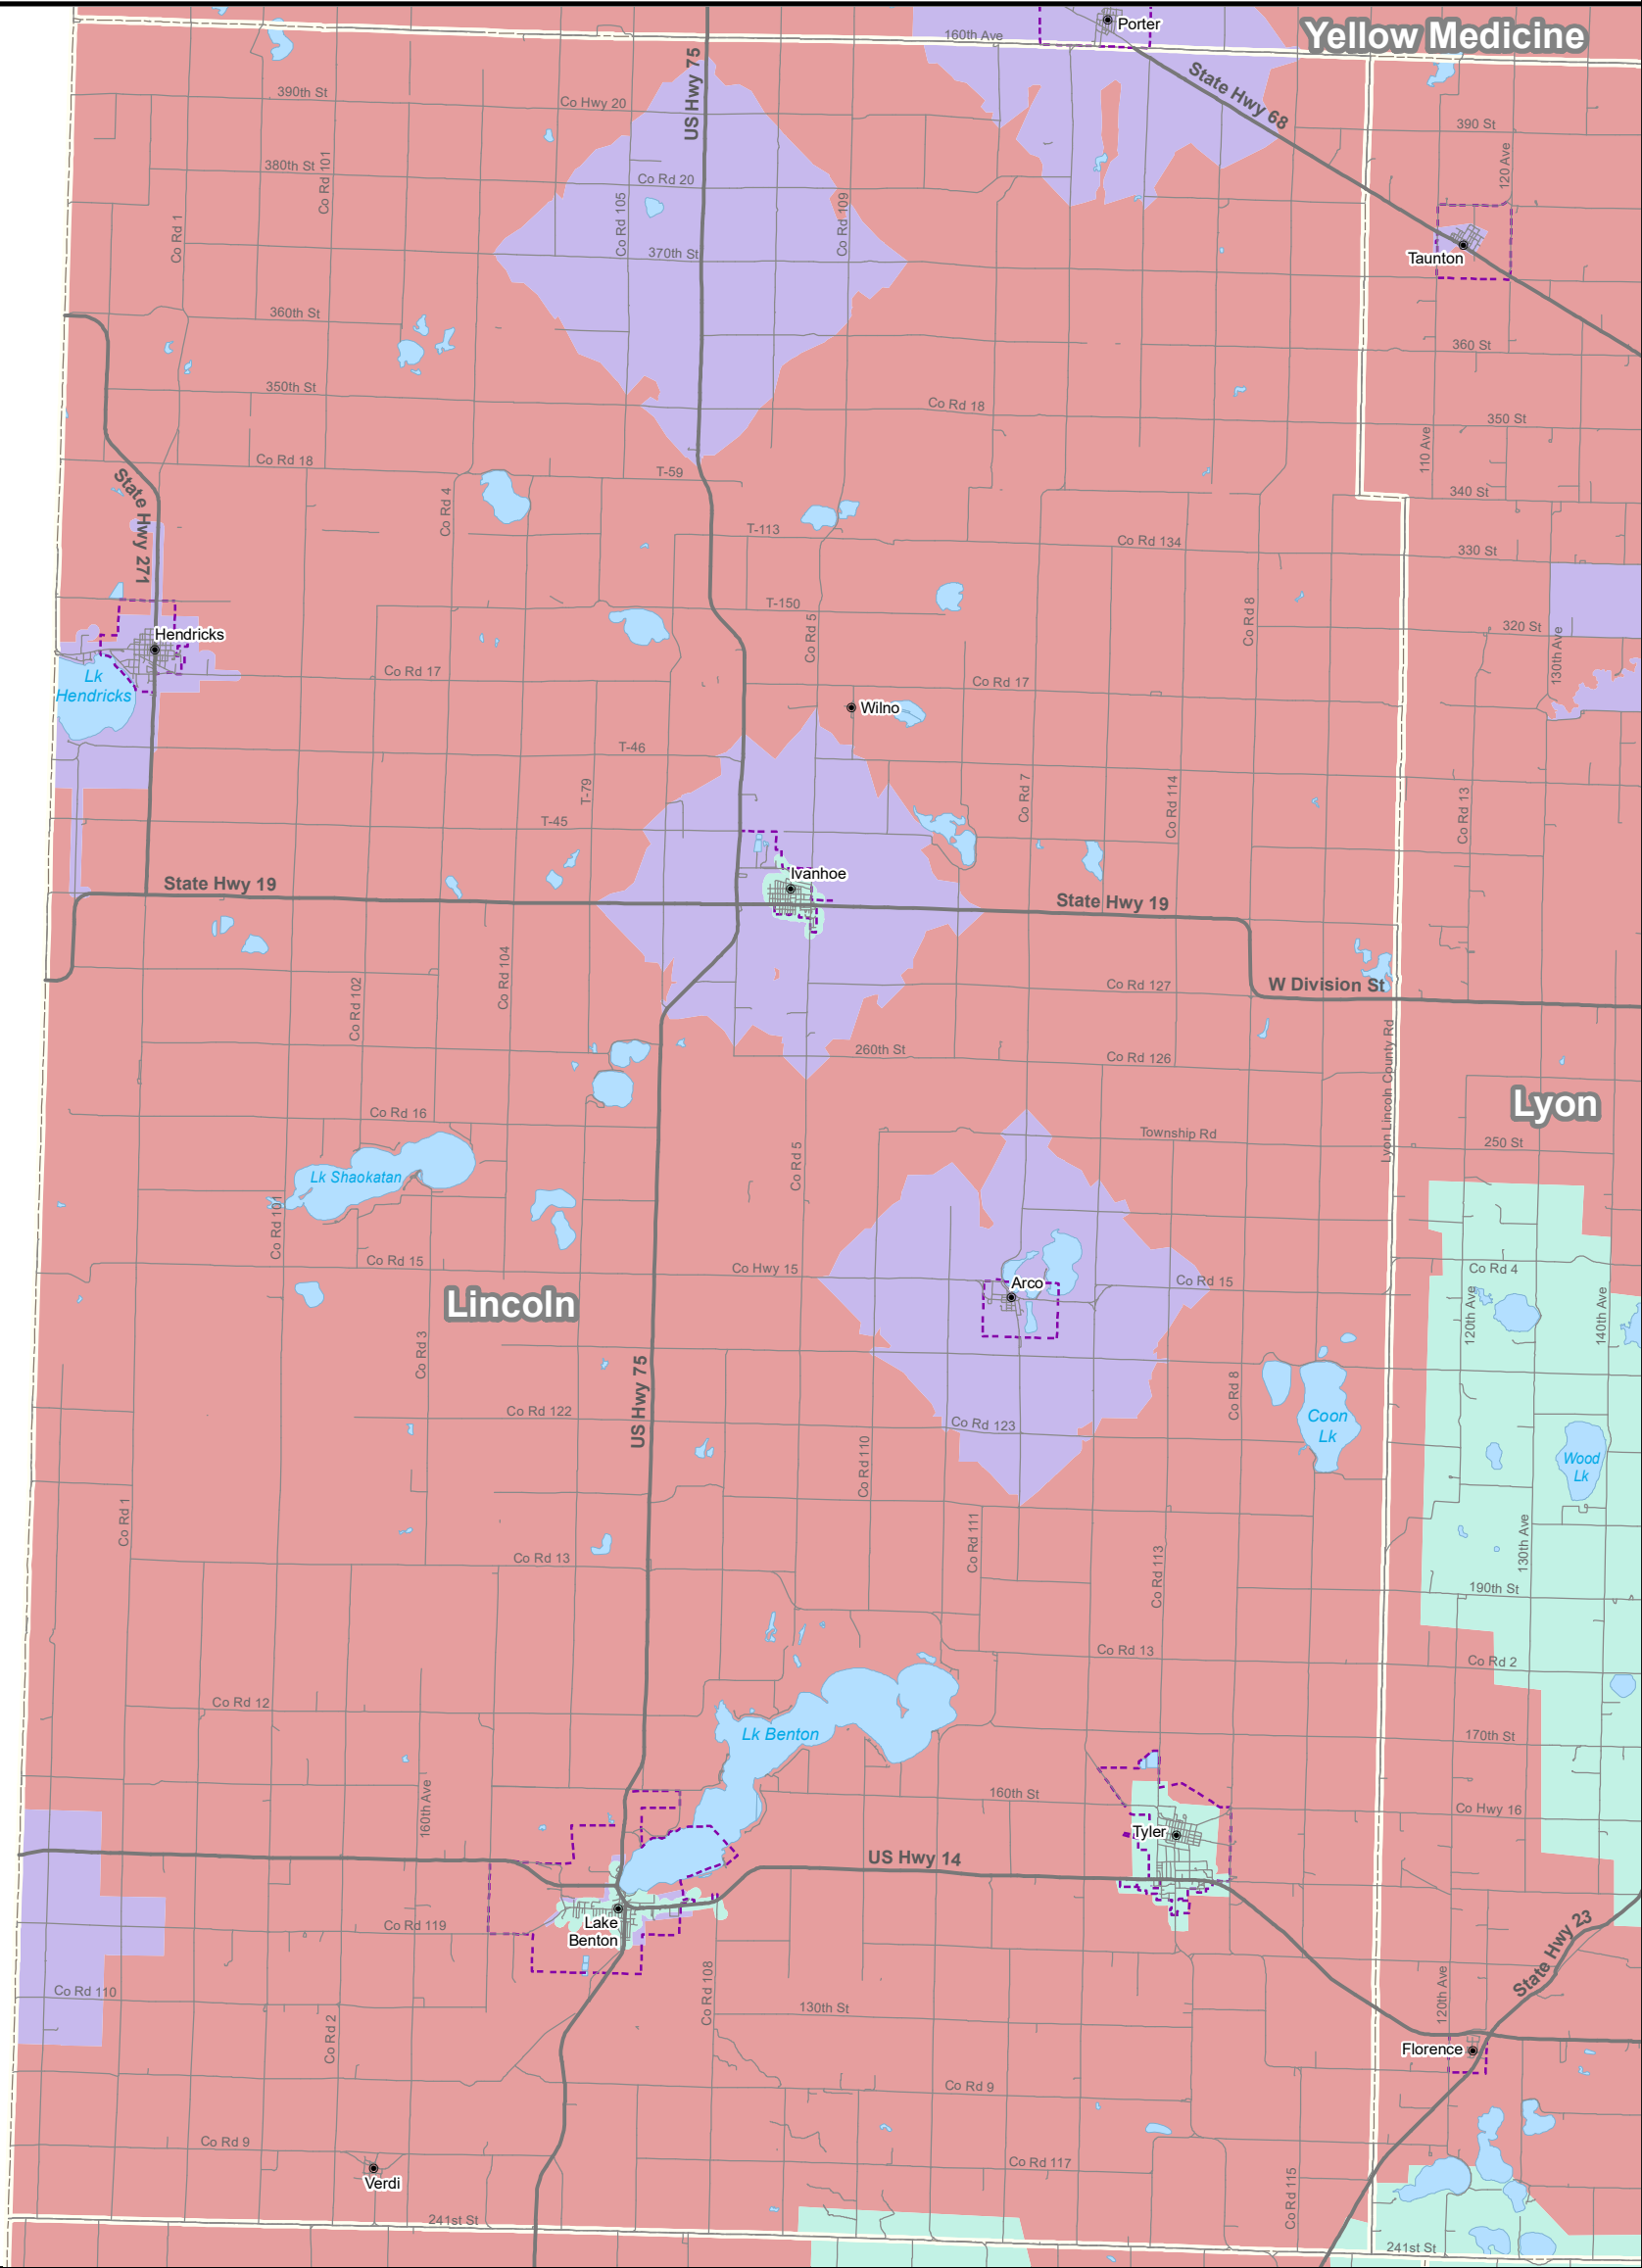 Porter
Yellow Medicine
160th Ave
US Hwy 75
State Hwy 68
390th St
Co Hwy 20
390 St
120 Ave
380th St
Co Rd 101
Co Rd 20
Co Rd 1
Co Rd 105
Co Rd 109
370th St
Taunton
360th St
360 St
350th St
Co Rd 18
350 St
110 Ave
Co Rd 18
T-59
340 St
State Hwy 271
Co Rd 4
T-113
Co Rd 134
330 St
T-150
Co Rd 5
Co Rd 8
320 St
130th Ave
Hendricks
Lk
Hendricks
Co Rd 17
Co Rd 17
Wilno
T-46
T-79
Co Rd 7
Co Rd 114
Co Rd 13
T-45
Ivanhoe
State Hwy 19
State Hwy 19
Co Rd 104
Co Rd 102
Co Rd 127
W Division St
260th St
Co Rd 126
Lyon Lincoln County Rd
Lyon
Co Rd 16
Township Rd
250 St
Co Rd 5
Lk Shaokatan
Co Rd 101
Co Rd 15
Co Hwy 15
Arco
Co Rd 15
Co Rd 4
Lincoln
120th Ave
140th Ave
Co Rd 3
US Hwy 75
Co Rd 8
Co Rd 122
Co Rd 123
Coon
Lk
Co Rd 110
Wood
Lk
Co Rd 1
Co Rd 111
Co Rd 113
130th Ave
Co Rd 13
190th St
Co Rd 13
Co Rd 2
Co Rd 12
Lk Benton
170th St
160th Ave
160th St
Co Hwy 16
Tyler
US Hwy 14
Lake
Benton
Co Rd 119
State Hwy 23
Co Rd 110
Co Rd 108
120th Ave
130th St
Co Rd 2
Florence
Co Rd 9
Co Rd 9
Co Rd 117
Verdi
Co Rd 115
241st St
241st St